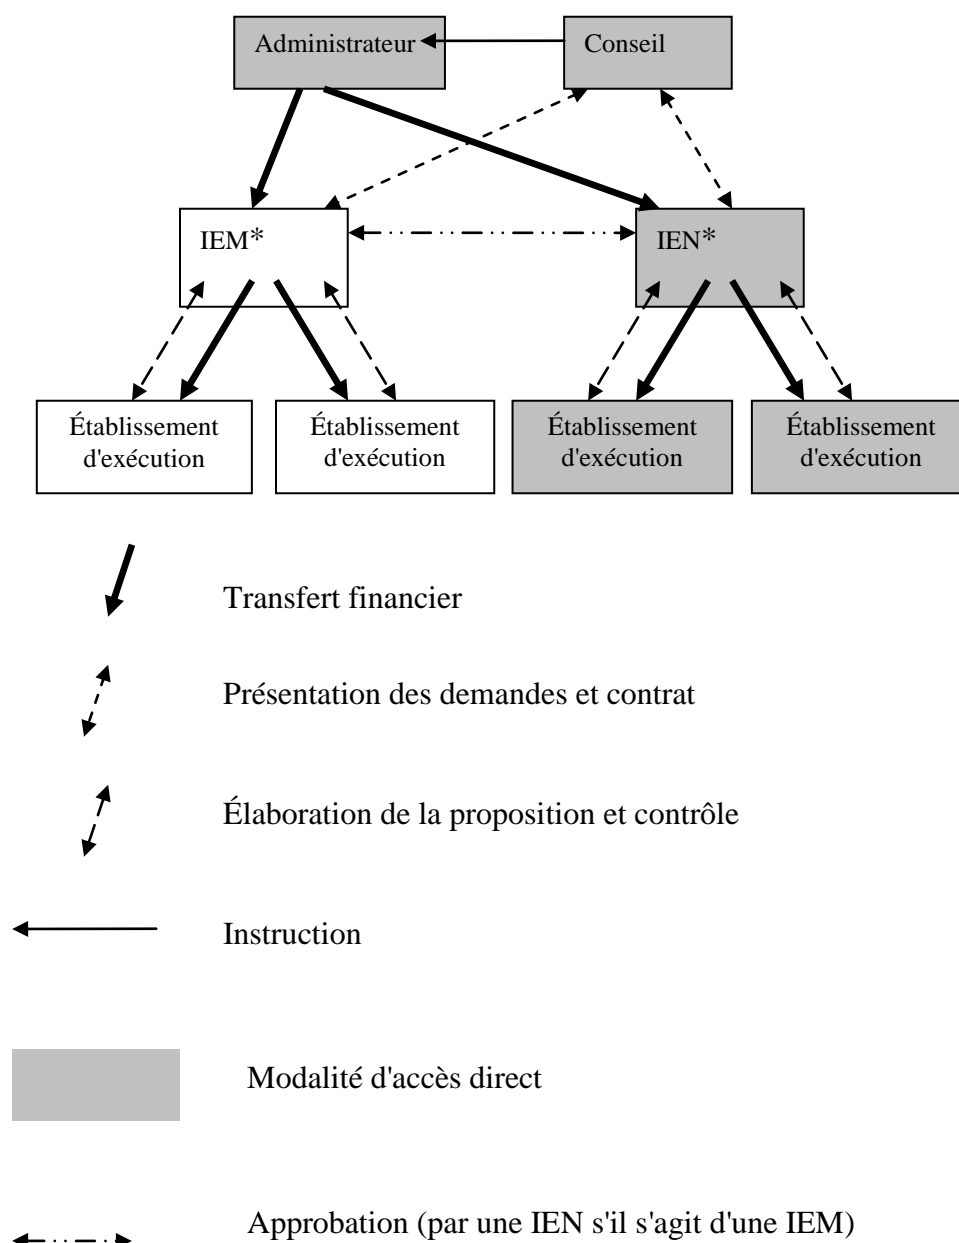 Administrateur
Conseil
IEM*
IEN*
Établissement
d'exécution
Établissement
d'exécution
Établissement
d'exécution
Établissement
d'exécution
Transfert financier
Présentation des demandes et contrat
Élaboration de la proposition et contrôle
Instruction
Modalité d'accès direct
Approbation (par une IEN s'il s'agit d'une IEM)